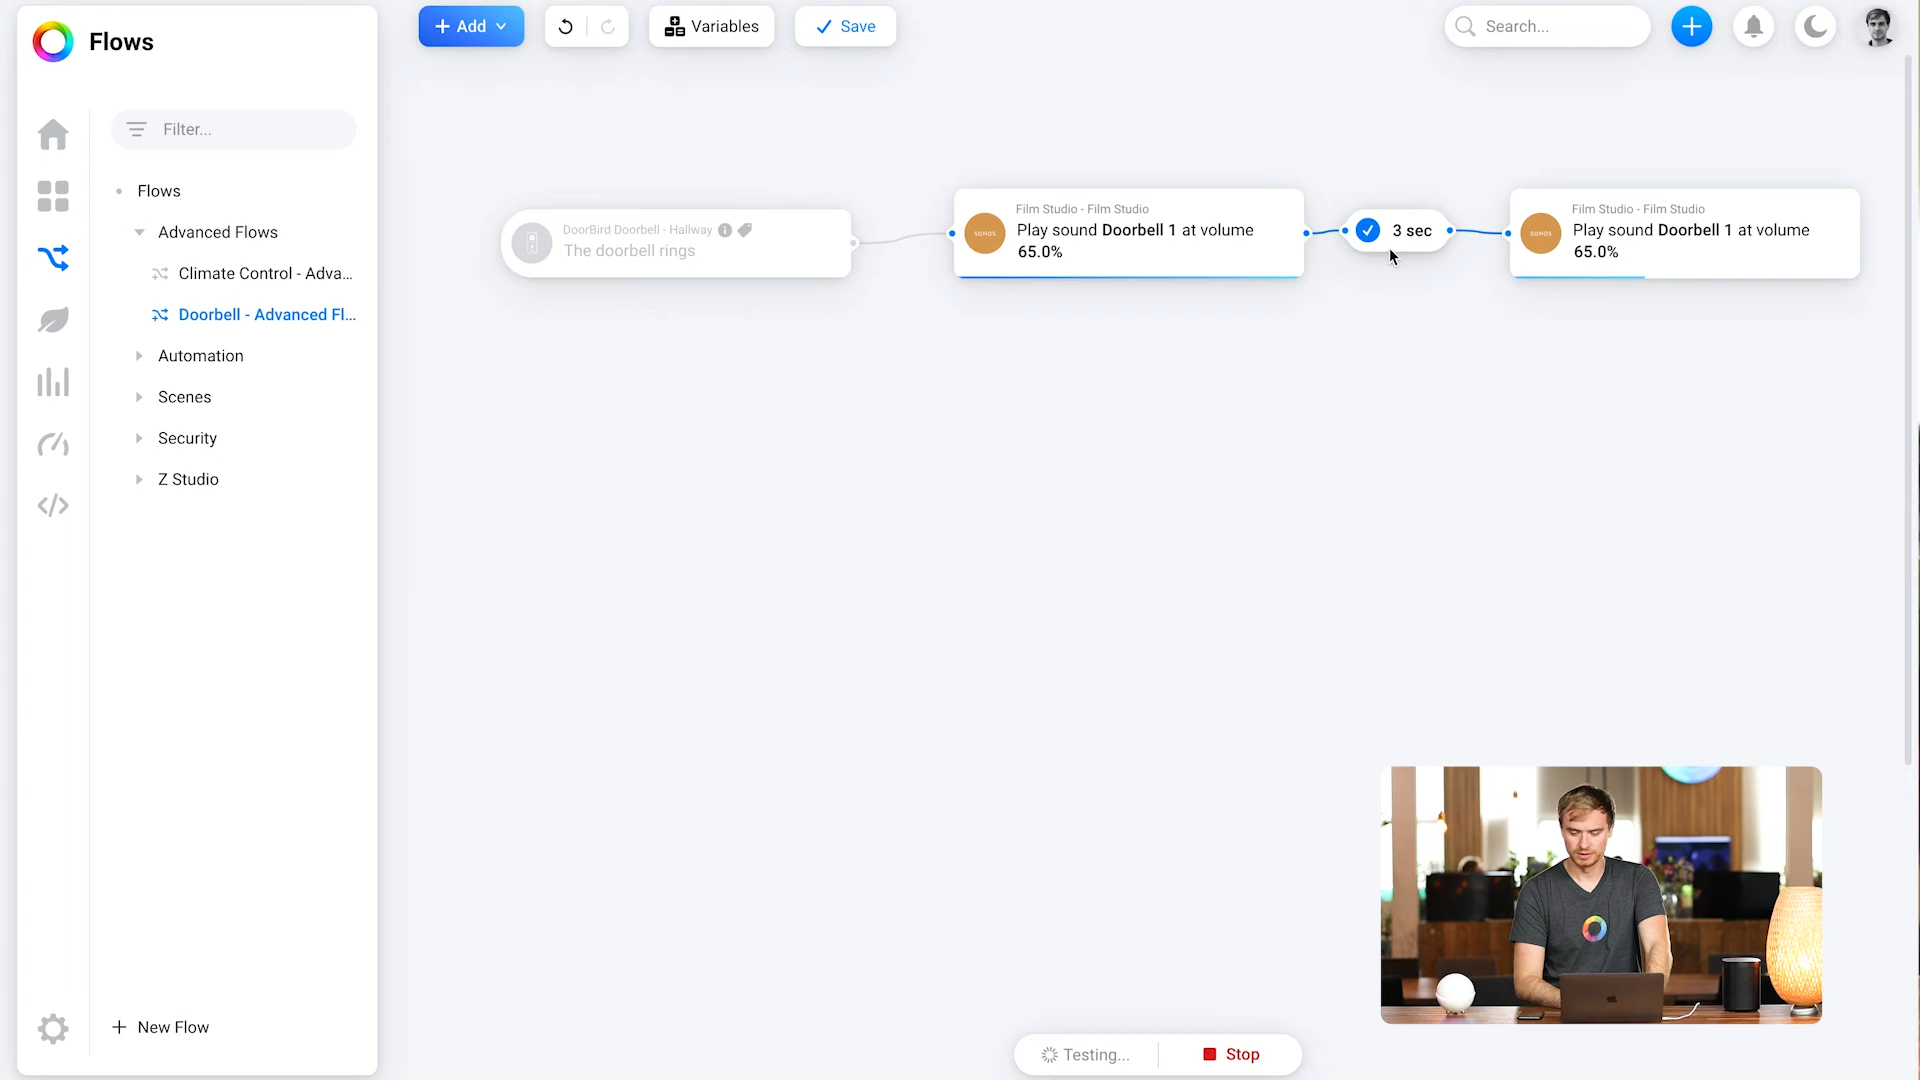 Flows
Add
Variables
Save
Search...
Filter...
Flows
Advanced Flows
Climate Control - Adva...
Doorbell - Advanced Fl...
Automation
Scenes
Security
Z Studio
New Flow
DoorBird Doorbell - Hallway
The doorbell rings
SONOS
Film Studio - Film Studio
Play sound Doorbell 1 at volume
65.0%
3 sec
SONOS
Film Studio - Film Studio
Play sound Doorbell 1 at volume
65.0%
Testing...
Stop